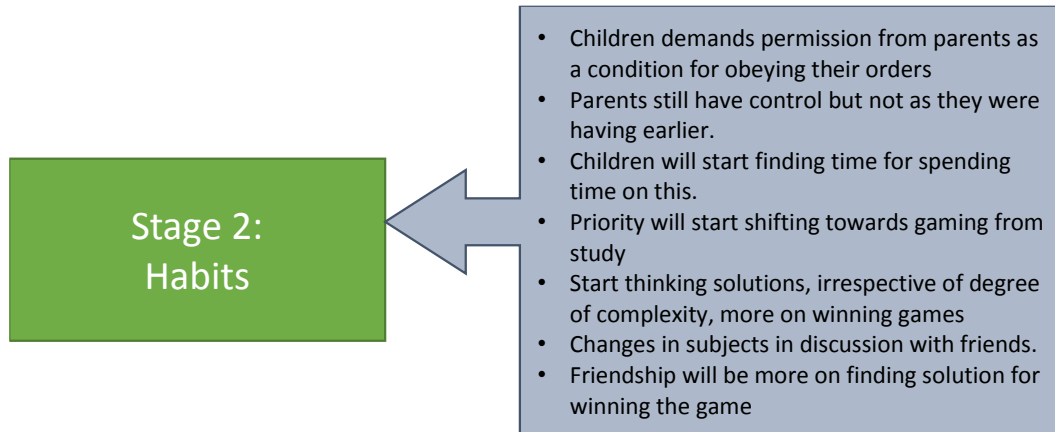 Stage 2:
Habits
• Children demands permission from parents as
a condition for obeying their orders
• Parents still have control but not as they were
having earlier.
• Children will start finding time for spending
time on this.
• Priority will start shifting towards gaming from
study
• Start thinking solutions, irrespective of degree
of complexity, more on winning games
• Changes in subjects in discussion with friends.
• Friendship will be more on finding solution for
winning the game